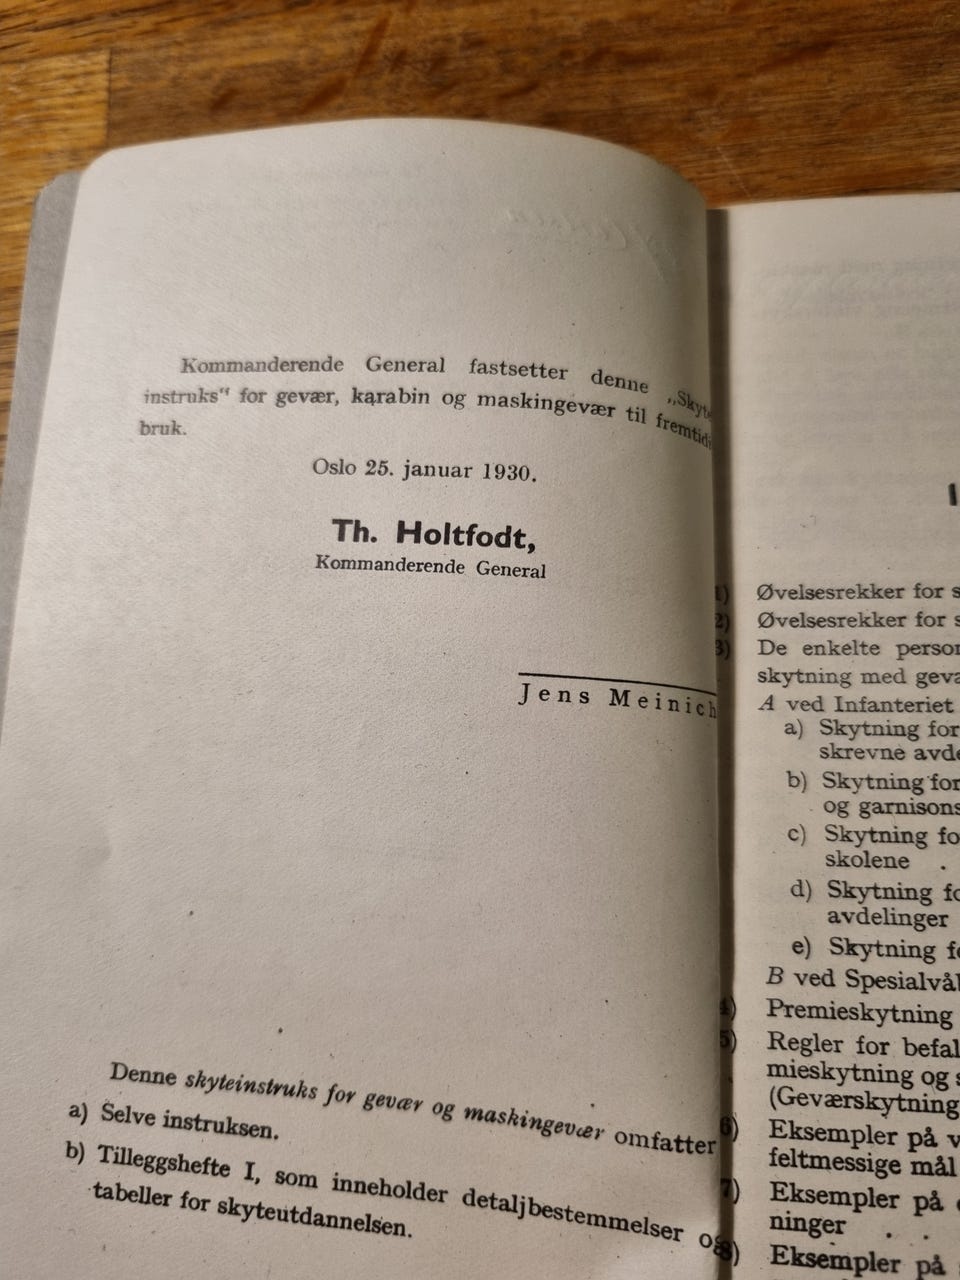 Kommanderende General fastsetter denne „Skyte
instruks“ for gevær, karabin og maskingevær til fremtidi
bruk.
Oslo 25. januar 1930.
Th. Holtfodt,
Kommanderende General
Jens Meinich
Denne skyteinstruks for gevær og maskingevær omfatter
a) Selve instruksen.
b) Tilleggshefte I, som inneholder detaljbestemmelser og
tabeller for skyteutdannelsen.
1) Øvelsesrekker for s
2) Øvelsesrekker for s
3) De enkelte person
skytning med geva
A ved Infanteriet
a) Skytning for
skrevne avde
b) Skytning for
og garnisons
c) Skytning fo
skolene .
d) Skytning fo
avdelinger
e) Skytning fo
B ved Spesialvå
4) Premieskytning
5) Regler for befal
mieskytning og s
(Geværskytning
6) Eksempler på v
feltmessige mål
7) Eksempler på
ninger . .
8) Eksempler på